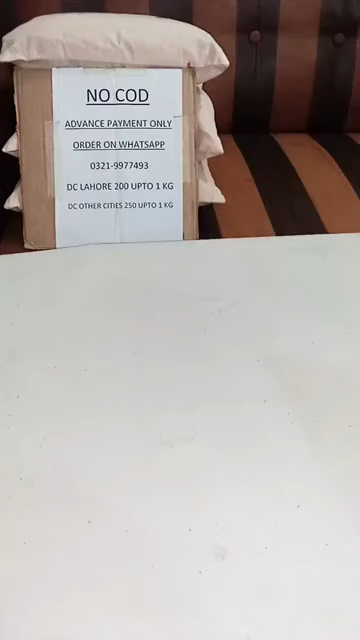 NO COD
ADVANCE PAYMENT ONLY
ORDER ON WHATSAPP
0321-9977493
DC LAHORE 200 UPTO 1 KG
DC OTHER CITIES 250 UPTO 1 KG